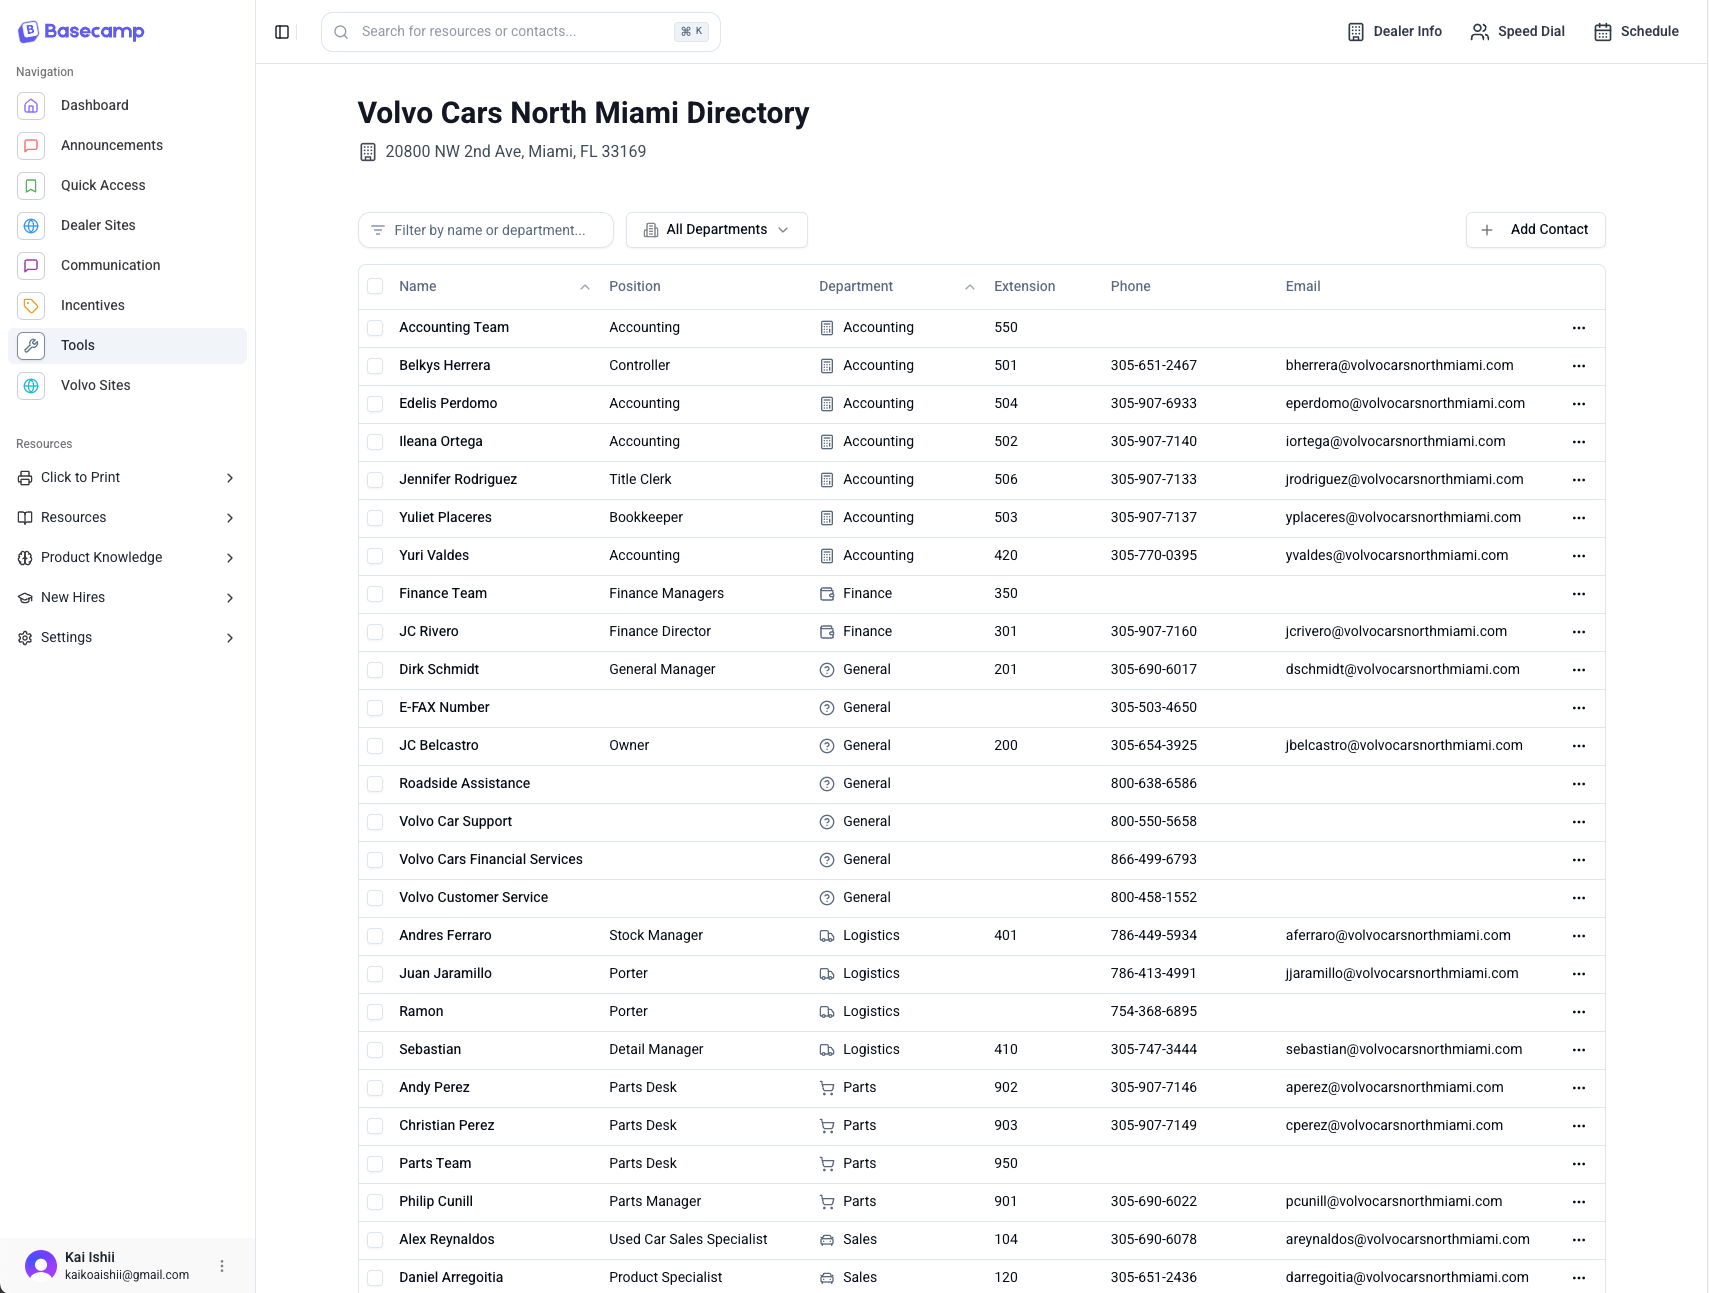 Basecamp
Search for resources or contacts...
⌘ K
Dealer Info
Speed Dial
Schedule
Navigation
Dashboard
Announcements
Quick Access
Dealer Sites
Communication
Incentives
Tools
Volvo Sites
Resources
Click to Print
Resources
Product Knowledge
New Hires
Settings
Kai Ishii
kaikoaishii@gmail.com
Volvo Cars North Miami Directory
20800 NW 2nd Ave, Miami, FL 33169
Filter by name or department...
All Departments
Add Contact
Name Position Department Extension Phone Email
Accounting Team Accounting Accounting 550
Belkys Herrera Controller Accounting 501 305-651-2467 bherrera@volvocarsnorthmiami.com
Edelis Perdomo Accounting Accounting 504 305-907-6933 eperdomo@volvocarsnorthmiami.com
Ileana Ortega Accounting Accounting 502 305-907-7140 iortega@volvocarsnorthmiami.com
Jennifer Rodriguez Title Clerk Accounting 506 305-907-7133 jrodriguez@volvocarsnorthmiami.com
Yuliet Placeres Bookkeeper Accounting 503 305-907-7137 yplaceres@volvocarsnorthmiami.com
Yuri Valdes Accounting Accounting 420 305-770-0395 yvaldes@volvocarsnorthmiami.com
Finance Team Finance Managers Finance 350
JC Rivero Finance Director Finance 301 305-907-7160 jcrivero@volvocarsnorthmiami.com
Dirk Schmidt General Manager General 201 305-690-6017 dschmidt@volvocarsnorthmiami.com
E-FAX Number General 305-503-4650
JC Belcastro Owner General 200 305-654-3925 jbelcastro@volvocarsnorthmiami.com
Roadside Assistance General 800-638-6586
Volvo Car Support General 800-550-5658
Volvo Cars Financial Services General 866-499-6793
Volvo Customer Service General 800-458-1552
Andres Ferraro Stock Manager Logistics 401 786-449-5934 aferraro@volvocarsnorthmiami.com
Juan Jaramillo Porter Logistics 786-413-4991 jjaramillo@volvocarsnorthmiami.com
Ramon Porter Logistics 754-368-6895
Sebastian Detail Manager Logistics 410 305-747-3444 sebastian@volvocarsnorthmiami.com
Andy Perez Parts Desk Parts 902 305-907-7146 aperez@volvocarsnorthmiami.com
Christian Perez Parts Desk Parts 903 305-907-7149 cperez@volvocarsnorthmiami.com
Parts Team Parts Desk Parts 950
Philip Cunill Parts Manager Parts 901 305-690-6022 pcunill@volvocarsnorthmiami.com
Alex Reynaldos Used Car Sales Specialist Sales 104 305-690-6078 areynaldos@volvocarsnorthmiami.com
Daniel Arregoitia Product Specialist Sales 120 305-651-2436 darregoitia@volvocarsnorthmiami.com